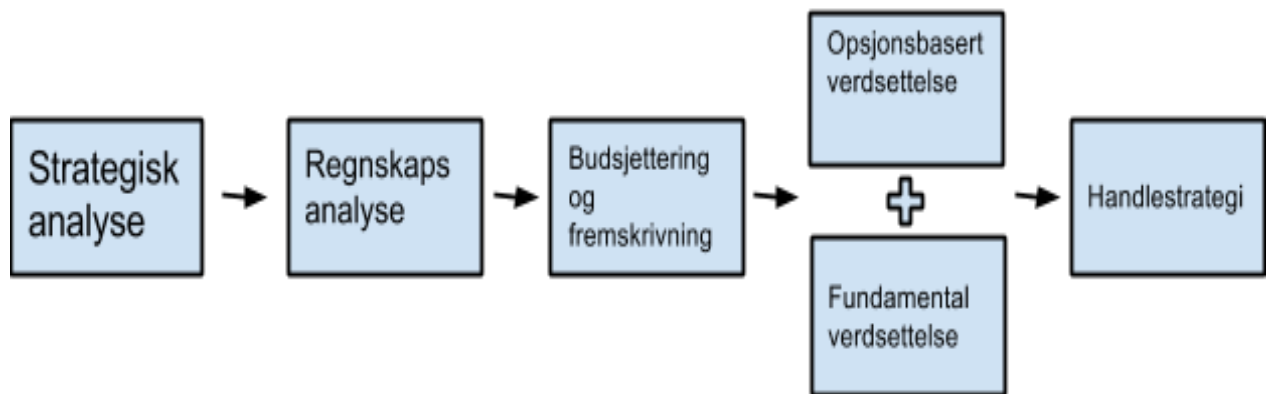 Strategisk
analyse
Regnskaps
analyse
Budsjettering
og
fremskrivning
Opsjonsbasert
verdsettelse
Fundamental
verdsettelse
Handlestrategi